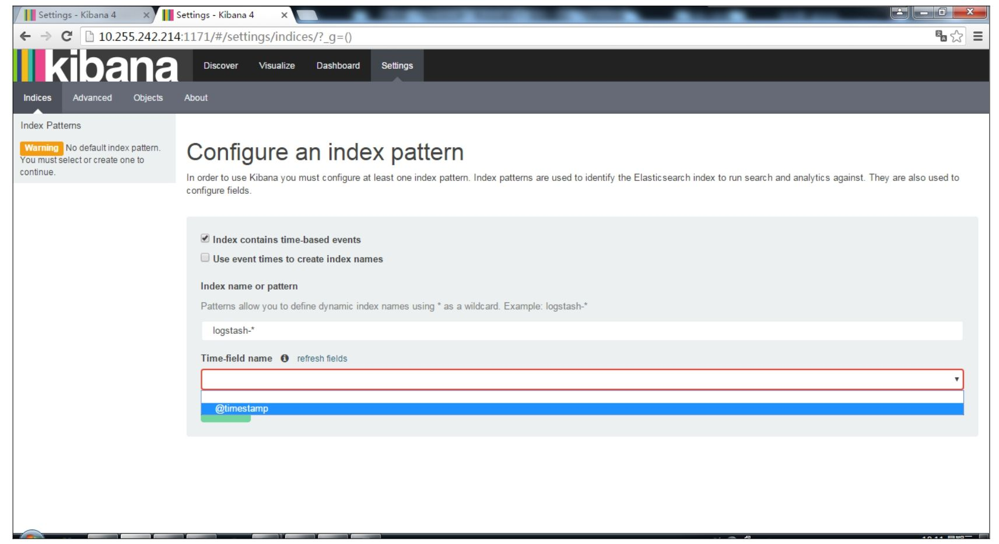 Settings - Kibana 4
Settings - Kibana 4
10.255.242.214:1171/#/settings/indices/?_g=()
kibana
Discover Visualize Dashboard Settings
Indices Advanced Objects About
Index Patterns
Warning No default index pattern.
You must select or create one to
continue.
Configure an index pattern
In order to use Kibana you must configure at least one index pattern. Index patterns are used to identify the Elasticsearch index to run search and analytics against. They are also used to
configure fields.
Index contains time-based events
Use event times to create index names
Index name or pattern
Patterns allow you to define dynamic index names using * as a wildcard. Example: logstash-*
logstash-*
Time-field name refresh fields
@timestamp